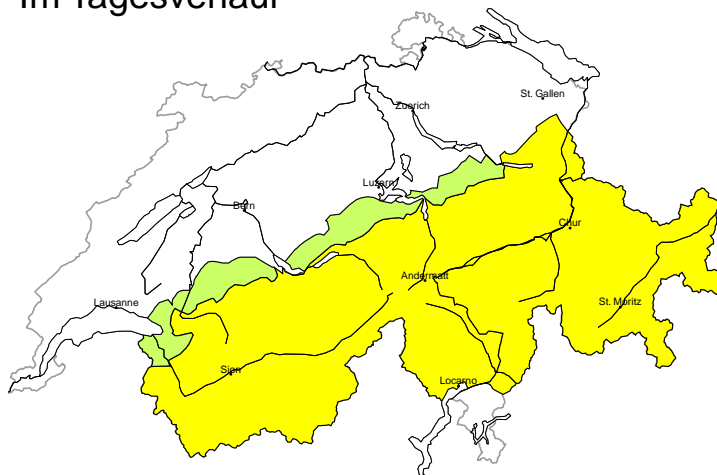 im Tagesverlauf
St. Gallen
Zuerich
Luzern
Bern
Chur
Andermatt
Lausanne
St. Moritz
Sion
Locarno